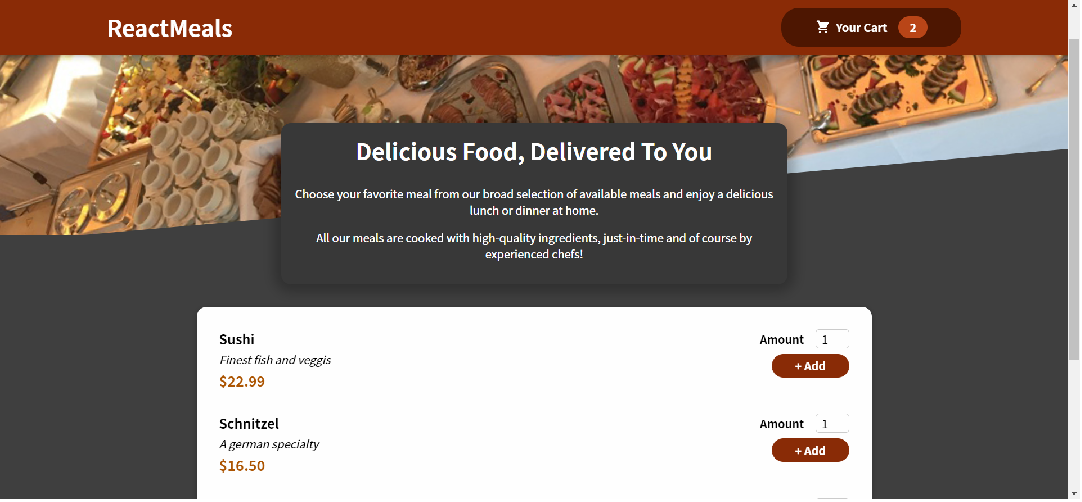 ReactMeals
Your Cart 2
Delicious Food, Delivered To You
Choose your favorite meal from our broad selection of available meals and enjoy a delicious
lunch or dinner at home.
All our meals are cooked with high-quality ingredients, just-in-time and of course by
experienced chefs!
Sushi
Finest fish and veggis
$22.99
Amount 1
+ Add
Schnitzel
A german specialty
$16.50
Amount 1
+ Add